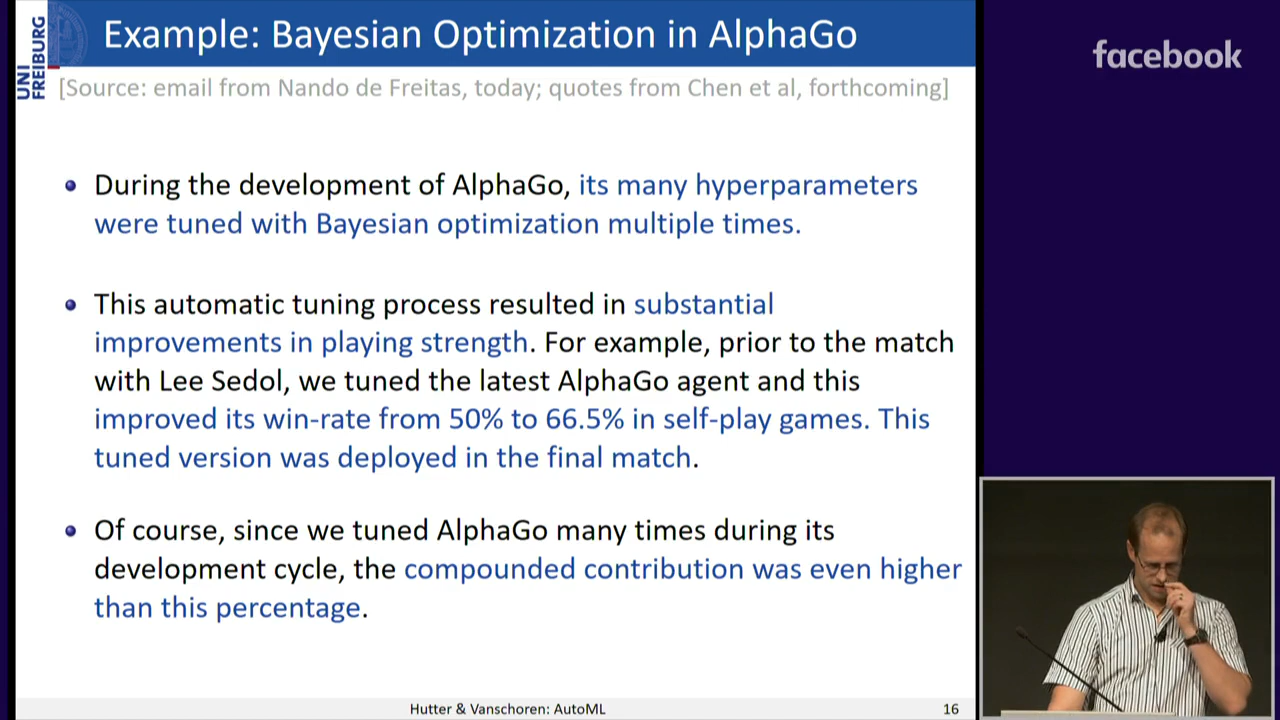 UNI
FREIBURG
Example: Bayesian Optimization in AlphaGo
facebook
[Source: email from Nando de Freitas, today; quotes from Chen et al, forthcoming]
During the development of AlphaGo, its many hyperparameters
were tuned with Bayesian optimization multiple times.
This automatic tuning process resulted in substantial
improvements in playing strength. For example, prior to the match
with Lee Sedol, we tuned the latest AlphaGo agent and this
improved its win-rate from 50% to 66.5% in self-play games. This
tuned version was deployed in the final match.
Of course, since we tuned AlphaGo many times during its
development cycle, the compounded contribution was even higher
than this percentage.
Hutter & Vanschoren: AutoML
16